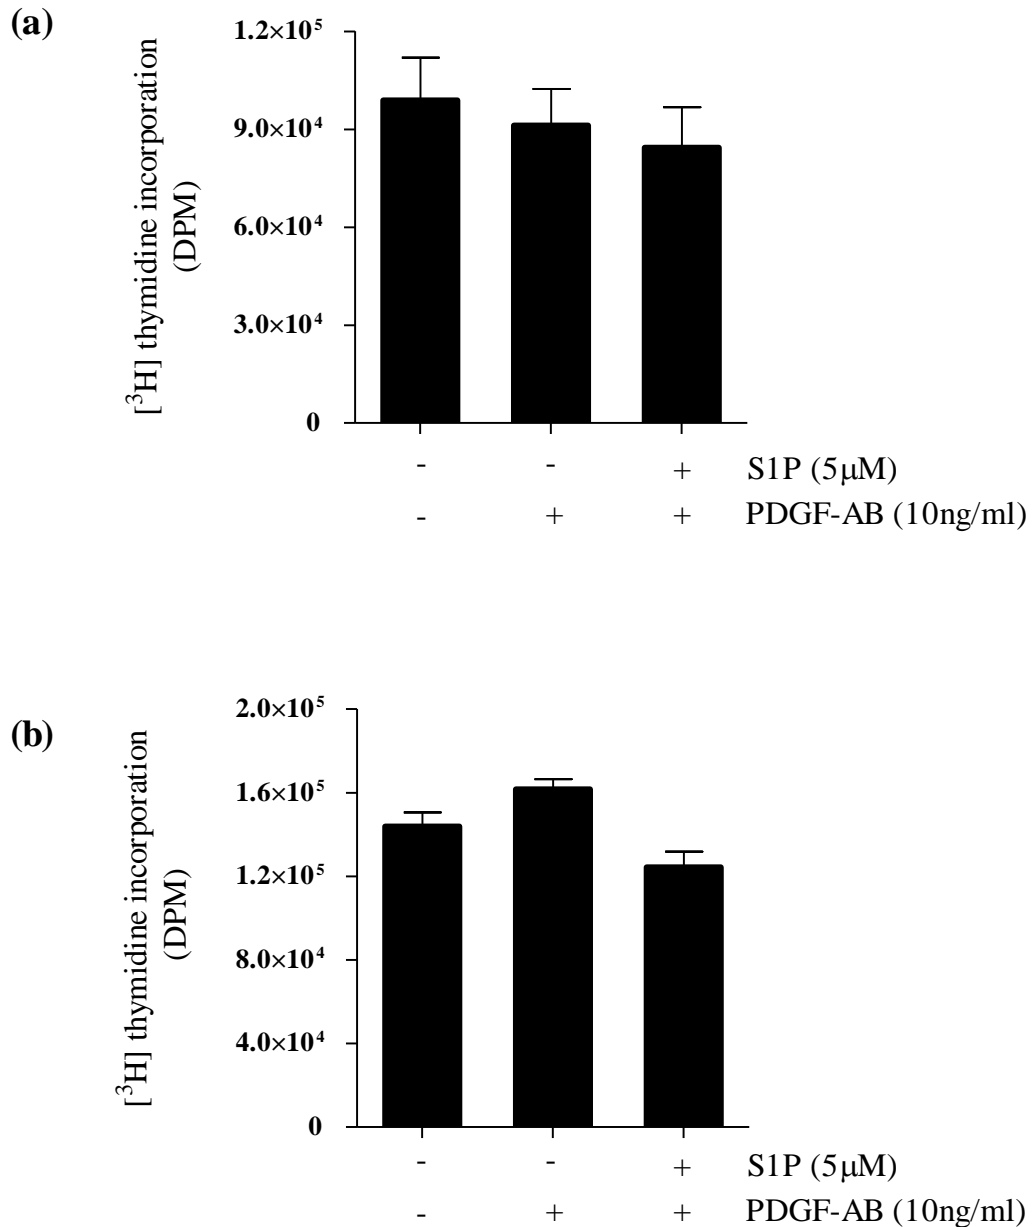 (a)
[³H] thymidine incorporation
(DPM)
1.2×10⁵
9.0×10⁴
6.0×10⁴
3.0×10⁴
0
- - + S1P (5μM)
- + + PDGF-AB (10ng/ml)
(b)
[³H] thymidine incorporation
(DPM)
2.0×10⁵
1.6×10⁵
1.2×10⁵
8.0×10⁴
4.0×10⁴
0
- - + S1P (5μM)
- + + PDGF-AB (10ng/ml)